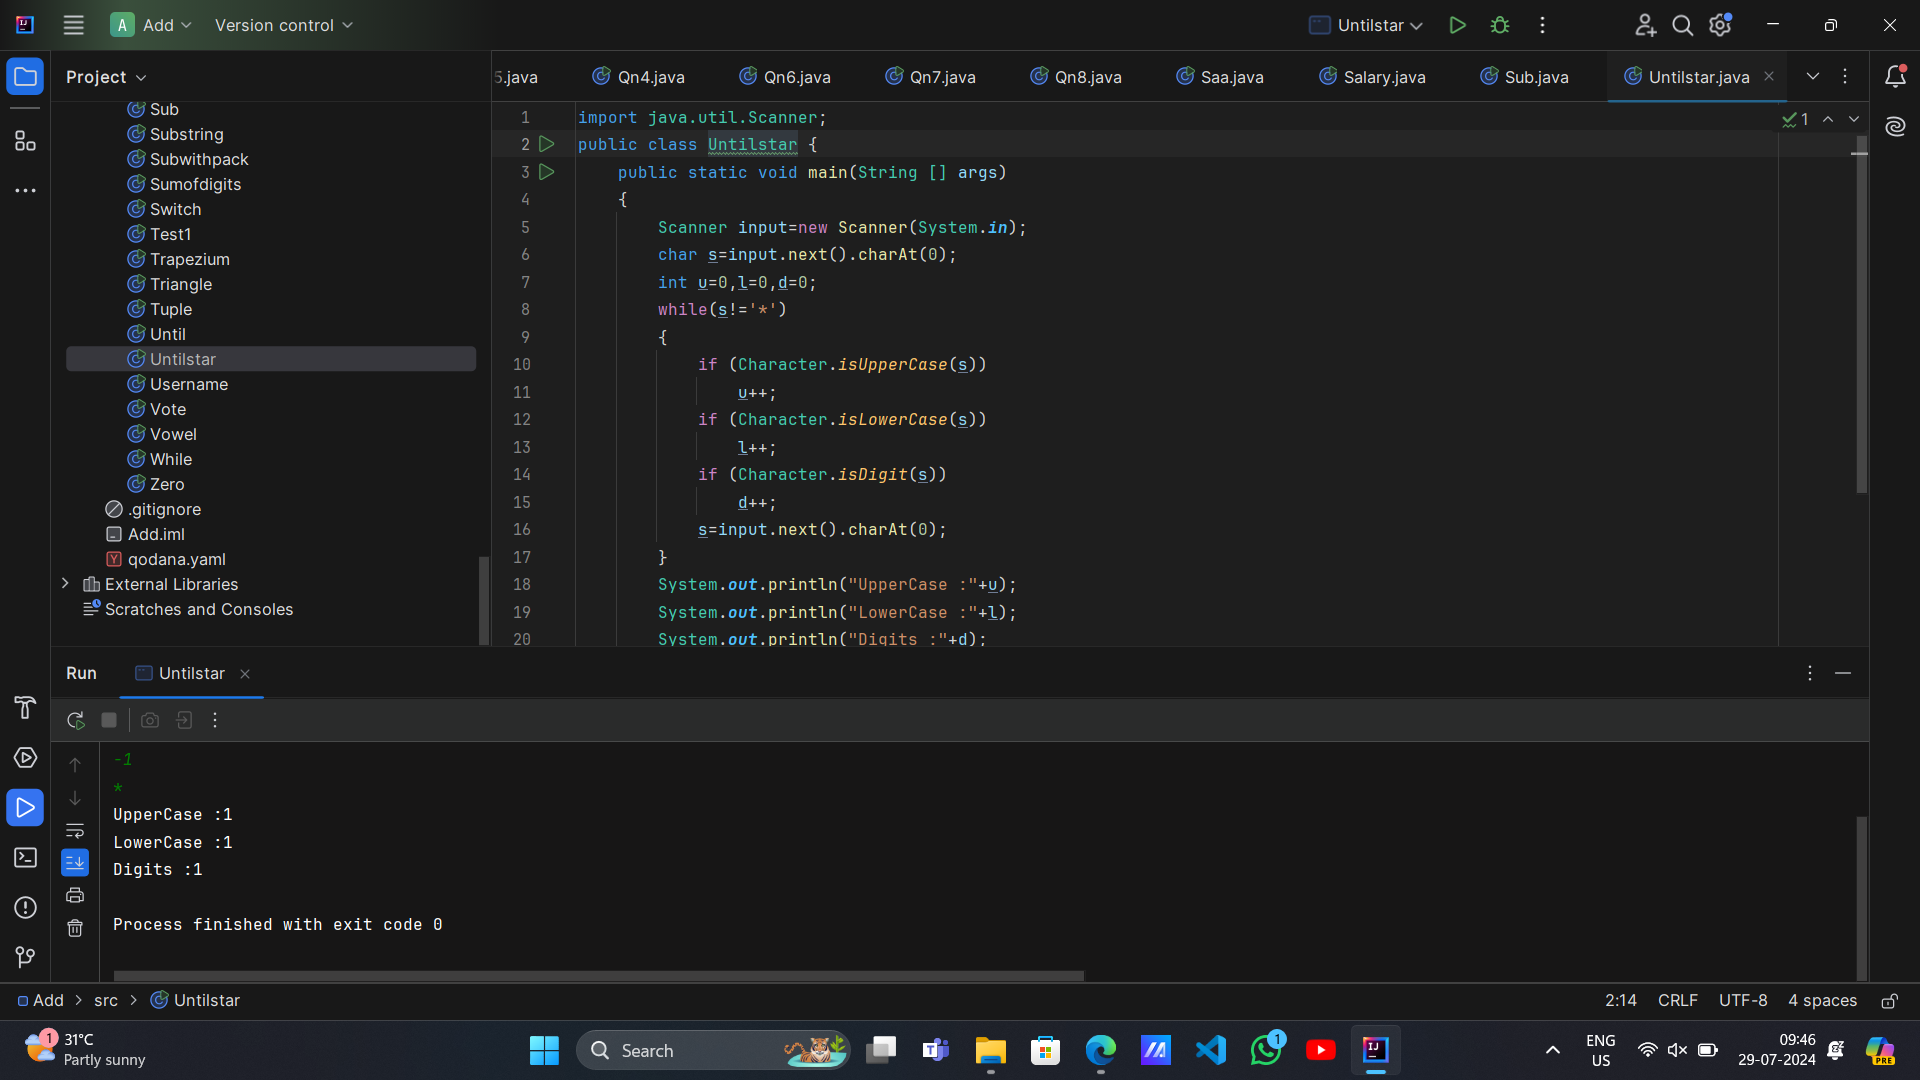 A Add Version control Untilstar
Project
5.java Qn4.java Qn6.java Qn7.java Qn8.java Saa.java Salary.java Sub.java Untilstar.java
Sub
Substring
Subwithpack
Sumofdigits
Switch
Test1
Trapezium
Triangle
Tuple
Until
Untilstar
Username
Vote
Vowel
While
Zero
.gitignore
Add.iml
qodana.yaml
External Libraries
Scratches and Consoles
1 import java.util.Scanner;
2 public class Untilstar {
3 public static void main(String [] args)
4 {
5 Scanner input=new Scanner(System.in);
6 char s=input.next().charAt(0);
7 int u=0,l=0,d=0;
8 while(s!='*')
9 {
10 if (Character.isUpperCase(s))
11 u++;
12 if (Character.isLowerCase(s))
13 l++;
14 if (Character.isDigit(s))
15 d++;
16 s=input.next().charAt(0);
17 }
18 System.out.println("UpperCase :"+u);
19 System.out.println("LowerCase :"+l);
20 System.out.println("Digits :"+d);
1
Run Untilstar
-1
*
UpperCase :1
LowerCase :1
Digits :1
Process finished with exit code 0
Add > src > Untilstar
2:14 CRLF UTF-8 4 spaces
1
31°C
Partly sunny
Search
1
ENG
US
09:46
29-07-2024
PRE